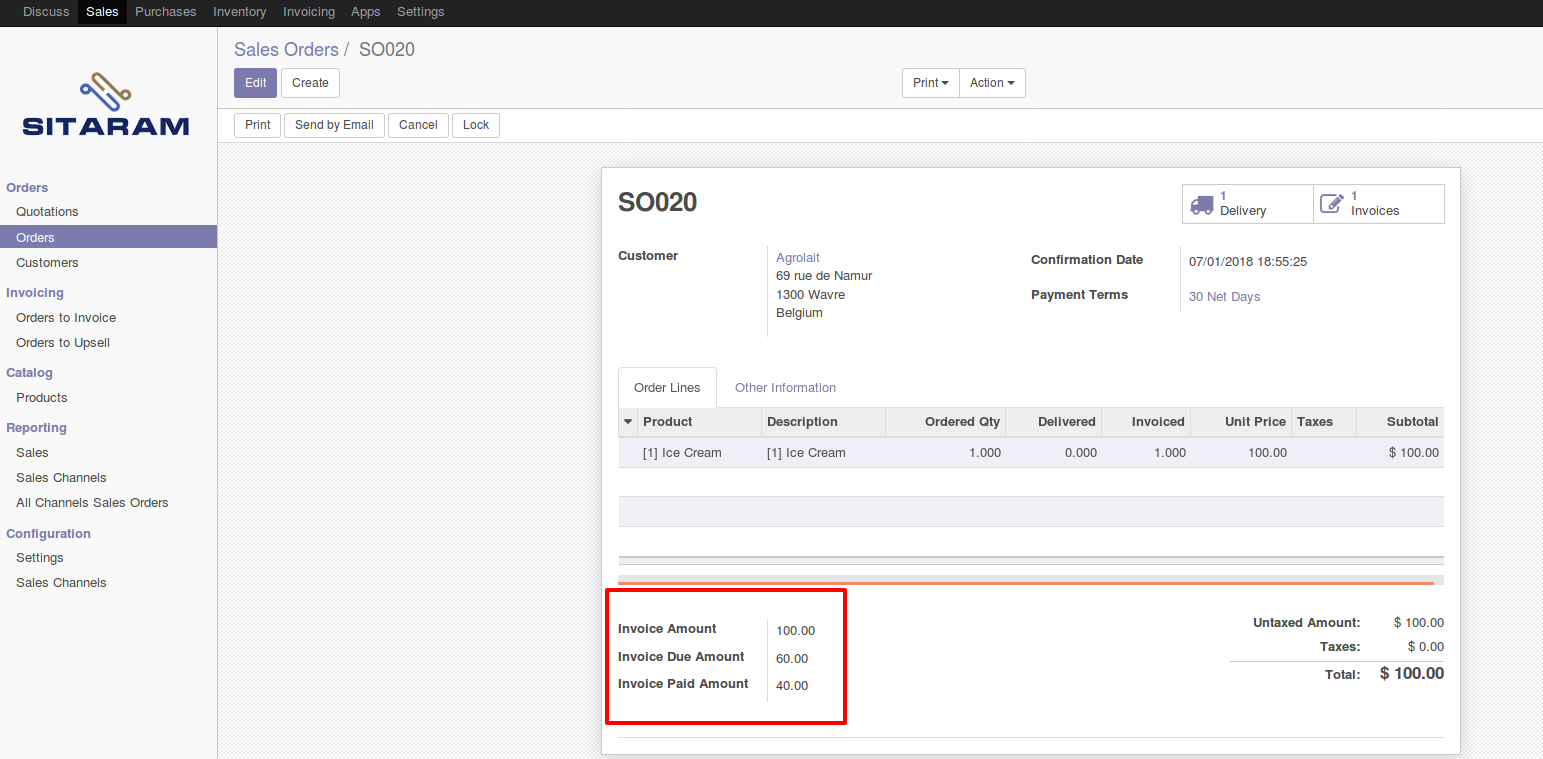 Discuss Sales Purchases Inventory Invoicing Apps Settings
SITARAM
Orders
Quotations
Orders
Customers
Invoicing
Orders to Invoice
Orders to Upsell
Catalog
Products
Reporting
Sales
Sales Channels
All Channels Sales Orders
Configuration
Settings
Sales Channels
Sales Orders / SO020
Edit Create Print Action
Print Send by Email Cancel Lock
SO020
1 Delivery
1 Invoices
Customer
Agrolait
69 rue de Namur
1300 Wavre
Belgium
Confirmation Date 07/01/2018 18:55:25
Payment Terms 30 Net Days
Order Lines Other Information
Product Description Ordered Qty Delivered Invoiced Unit Price Taxes Subtotal
[1] Ice Cream [1] Ice Cream 1.000 0.000 1.000 100.00 $ 100.00
Invoice Amount 100.00
Invoice Due Amount 60.00
Invoice Paid Amount 40.00
Untaxed Amount: $ 100.00
Taxes: $ 0.00
Total: $ 100.00